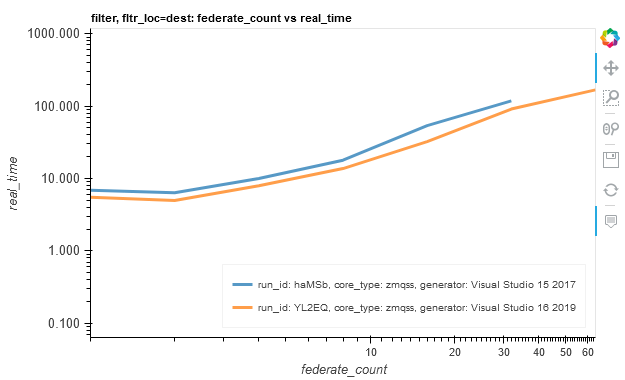 filter, fltr_loc=dest: federate_count vs real_time
1000.000
100.000
10.000
1.000
0.100
real_time
run_id: haMSb, core_type: zmqss, generator: Visual Studio 15 2017
run_id: YL2EQ, core_type: zmqss, generator: Visual Studio 16 2019
10 20 30 40 50 60
federate_count